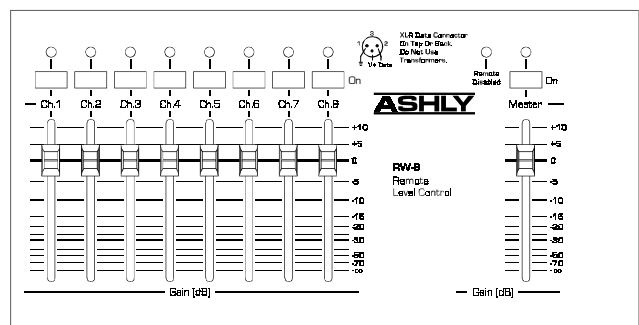 XLR Data Connector
On Top Or Back.
Do Not Use
Transformers.
3
1 2
V+ Data
Remote
Disabled
On
On
Ch.1 Ch.2 Ch.3 Ch.4 Ch.5 Ch.6 Ch.7 Ch.8
ASHLY
Master
+10
+5
0
-5
-10
-15
-20
-30
-50
-70
-∞
RW-8
Remote
Level Control
+10
+5
0
-5
-10
-15
-20
-30
-50
-70
-∞
Gain [dB]
Gain [dB]